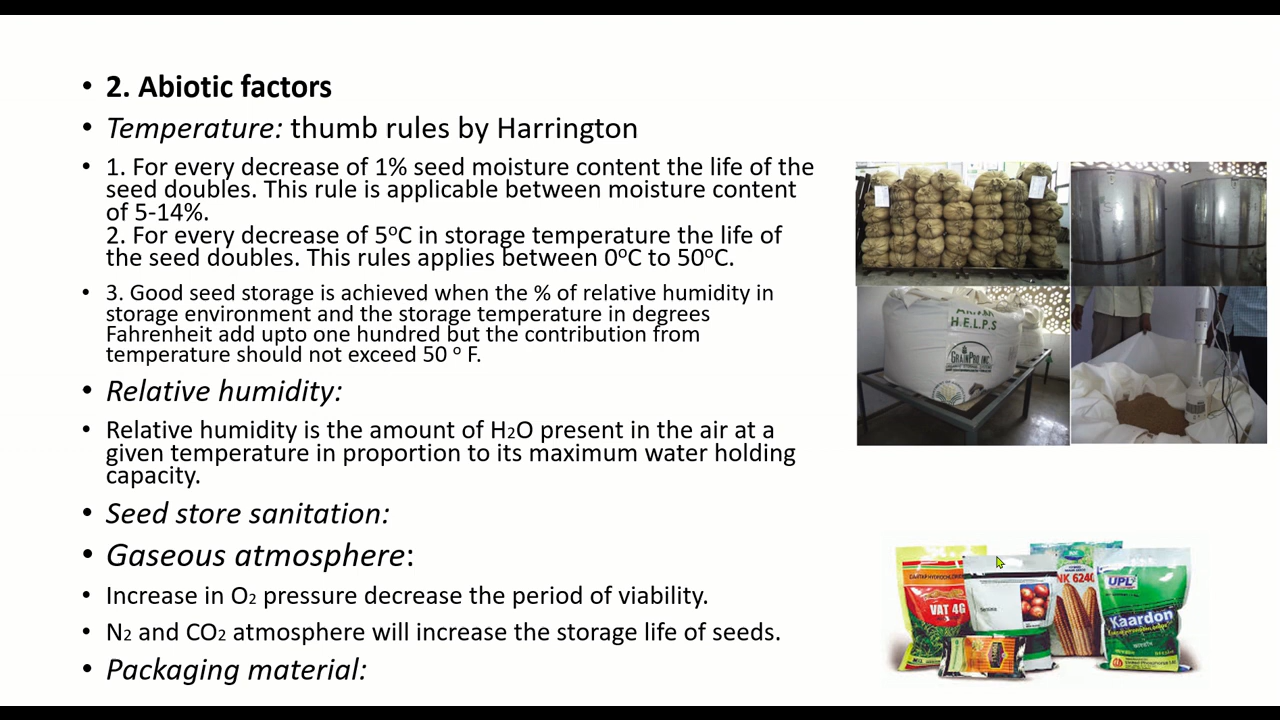 • 2. Abiotic factors
• Temperature: thumb rules by Harrington
• 1. For every decrease of 1% seed moisture content the life of the
seed doubles. This rule is applicable between moisture content
of 5-14%.
2. For every decrease of 5⁰C in storage temperature the life of
the seed doubles. This rules applies between 0⁰C to 50⁰C.
• 3. Good seed storage is achieved when the % of relative humidity in
storage environment and the storage temperature in degrees
Fahrenheit add upto one hundred but the contribution from
temperature should not exceed 50 ⁰ F.
• Relative humidity:
• Relative humidity is the amount of H₂O present in the air at a
given temperature in proportion to its maximum water holding
capacity.
• Seed store sanitation:
• Gaseous atmosphere:
• Increase in O₂ pressure decrease the period of viability.
• N₂ and CO₂ atmosphere will increase the storage life of seeds.
• Packaging material:
H.E.L.P.S
GRAINPRO INC
VAT 4G
NK 6240
UPL
Kaardon